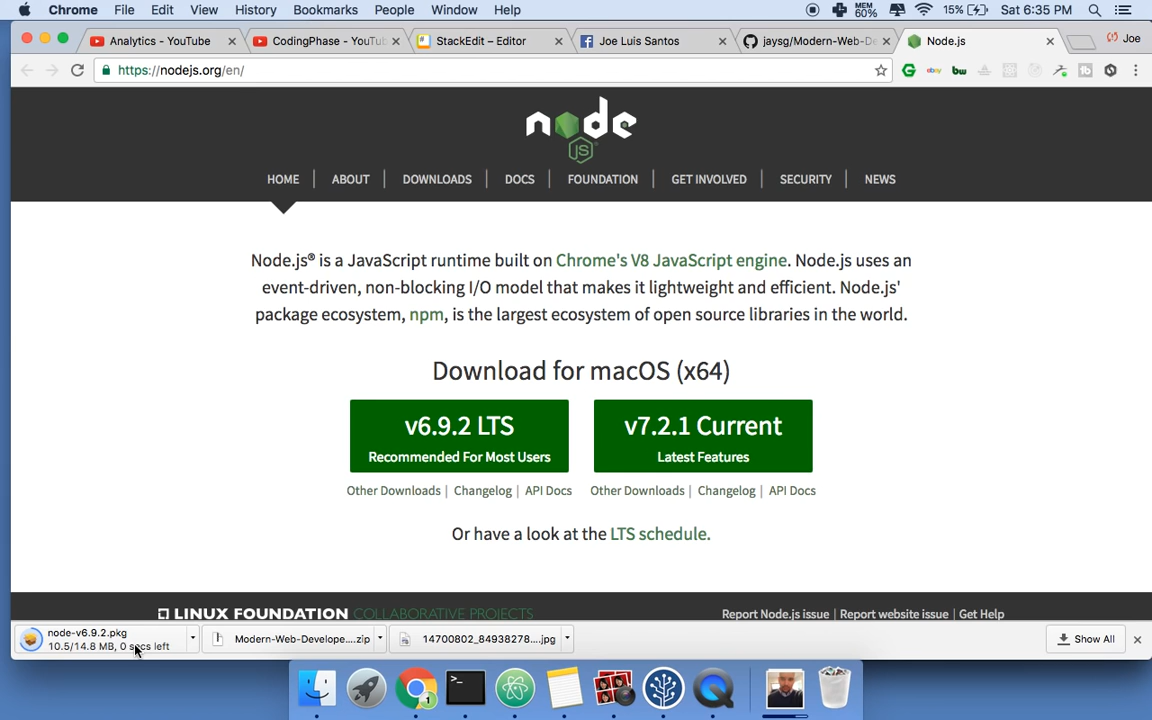 Chrome File Edit View History Bookmarks People Window Help MEM 60% 15% Sat 6:35 PM
Analytics - YouTube CodingPhase - YouTub StackEdit – Editor Joe Luis Santos jaysg/Modern-Web-De Node.js Joe
https://nodejs.org/en/
node
JS
HOME ABOUT DOWNLOADS DOCS FOUNDATION GET INVOLVED SECURITY NEWS
Node.js® is a JavaScript runtime built on Chrome's V8 JavaScript engine. Node.js uses an
event-driven, non-blocking I/O model that makes it lightweight and efficient. Node.js'
package ecosystem, npm, is the largest ecosystem of open source libraries in the world.
Download for macOS (x64)
v6.9.2 LTS
Recommended For Most Users
v7.2.1 Current
Latest Features
Other Downloads | Changelog | API Docs Other Downloads | Changelog | API Docs
Or have a look at the LTS schedule.
LINUX FOUNDATION COLLABORATIVE PROJECTS Report Node.js issue | Report website issue | Get Help
node-v6.9.2.pkg
10.5/14.8 MB, 0 secs left
Modern-Web-Develope....zip
14700802_84938278....jpg
Show All